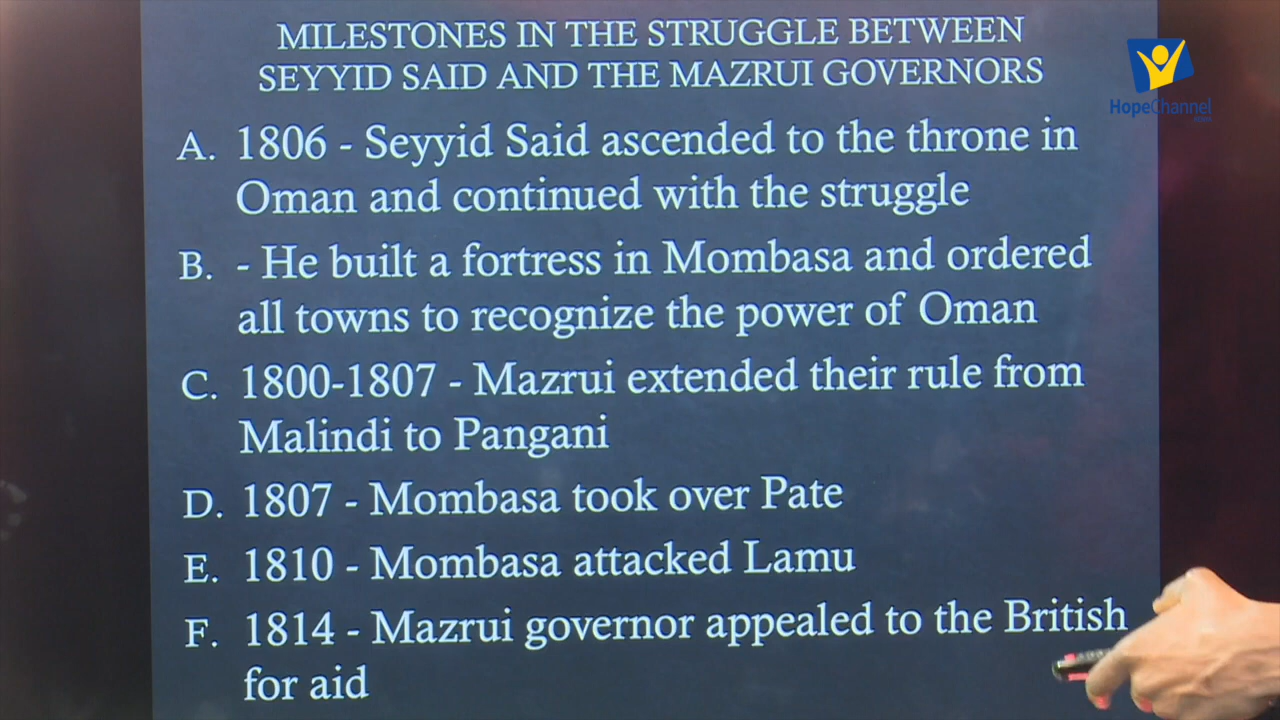 MILESTONES IN THE STRUGGLE BETWEEN
SEYYID SAID AND THE MAZRUI GOVERNORS
HopeChannel
A. 1806 - Seyyid Said ascended to the throne in
Oman and continued with the struggle
B. - He built a fortress in Mombasa and ordered
all towns to recognize the power of Oman
C. 1800-1807 - Mazrui extended their rule from
Malindi to Pangani
D. 1807 - Mombasa took over Pate
E. 1810 - Mombasa attacked Lamu
F. 1814 - Mazrui governor appealed to the British
for aid